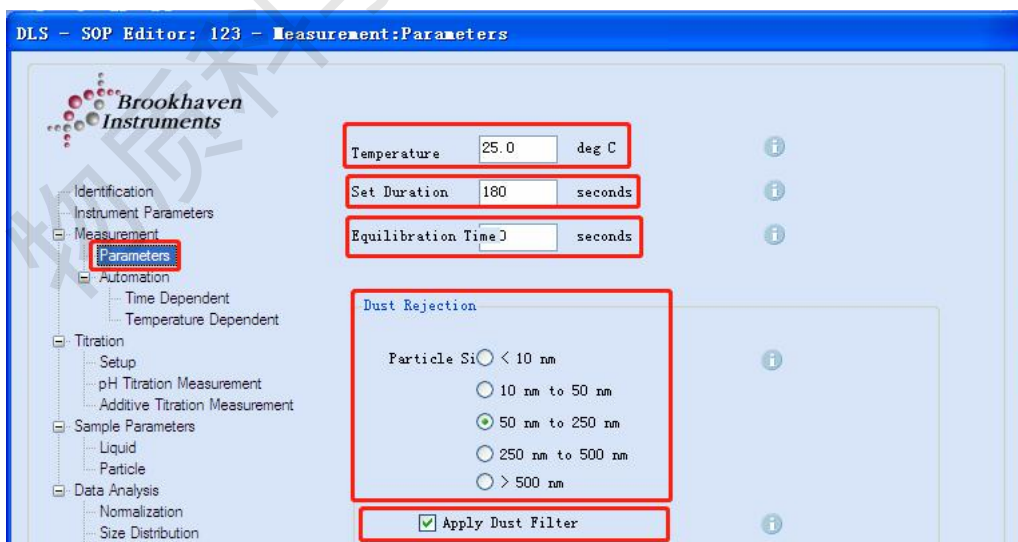 DLS - SOP Editor: 123 - Measurement:Parameters
Brookhaven
Instruments
Temperature 25.0 deg C
Set Duration 180 seconds
Equilibration Time seconds
Identification
Instrument Parameters
Measurement
Parameters
Automation
Time Dependent
Temperature Dependent
Titration
Setup
pH Titration Measurement
Additive Titration Measurement
Sample Parameters
Liquid
Particle
Data Analysis
Normalization
Size Distribution
Dust Rejection
Particle Si < 10 nm
10 nm to 50 nm
50 nm to 250 nm
250 nm to 500 nm
> 500 nm
Apply Dust Filter
物质科